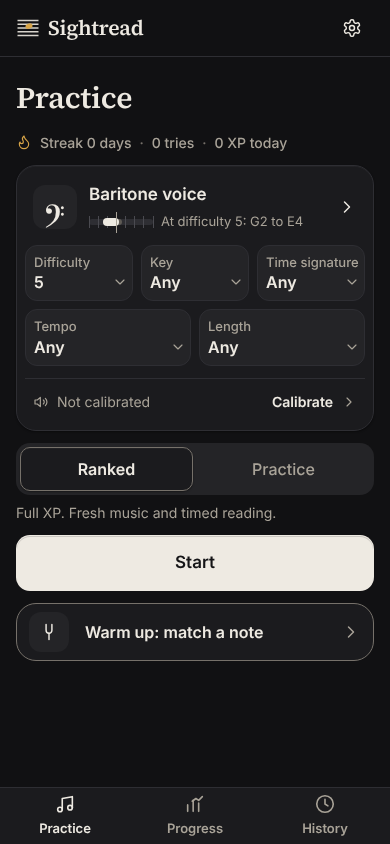 Sightread
Practice
Streak 0 days · 0 tries · 0 XP today
Baritone voice
At difficulty 5: G2 to E4
Difficulty
5
Key
Any
Time signature
Any
Tempo
Any
Length
Any
Not calibrated
Calibrate
Ranked
Practice
Full XP. Fresh music and timed reading.
Start
Warm up: match a note
Practice
Progress
History